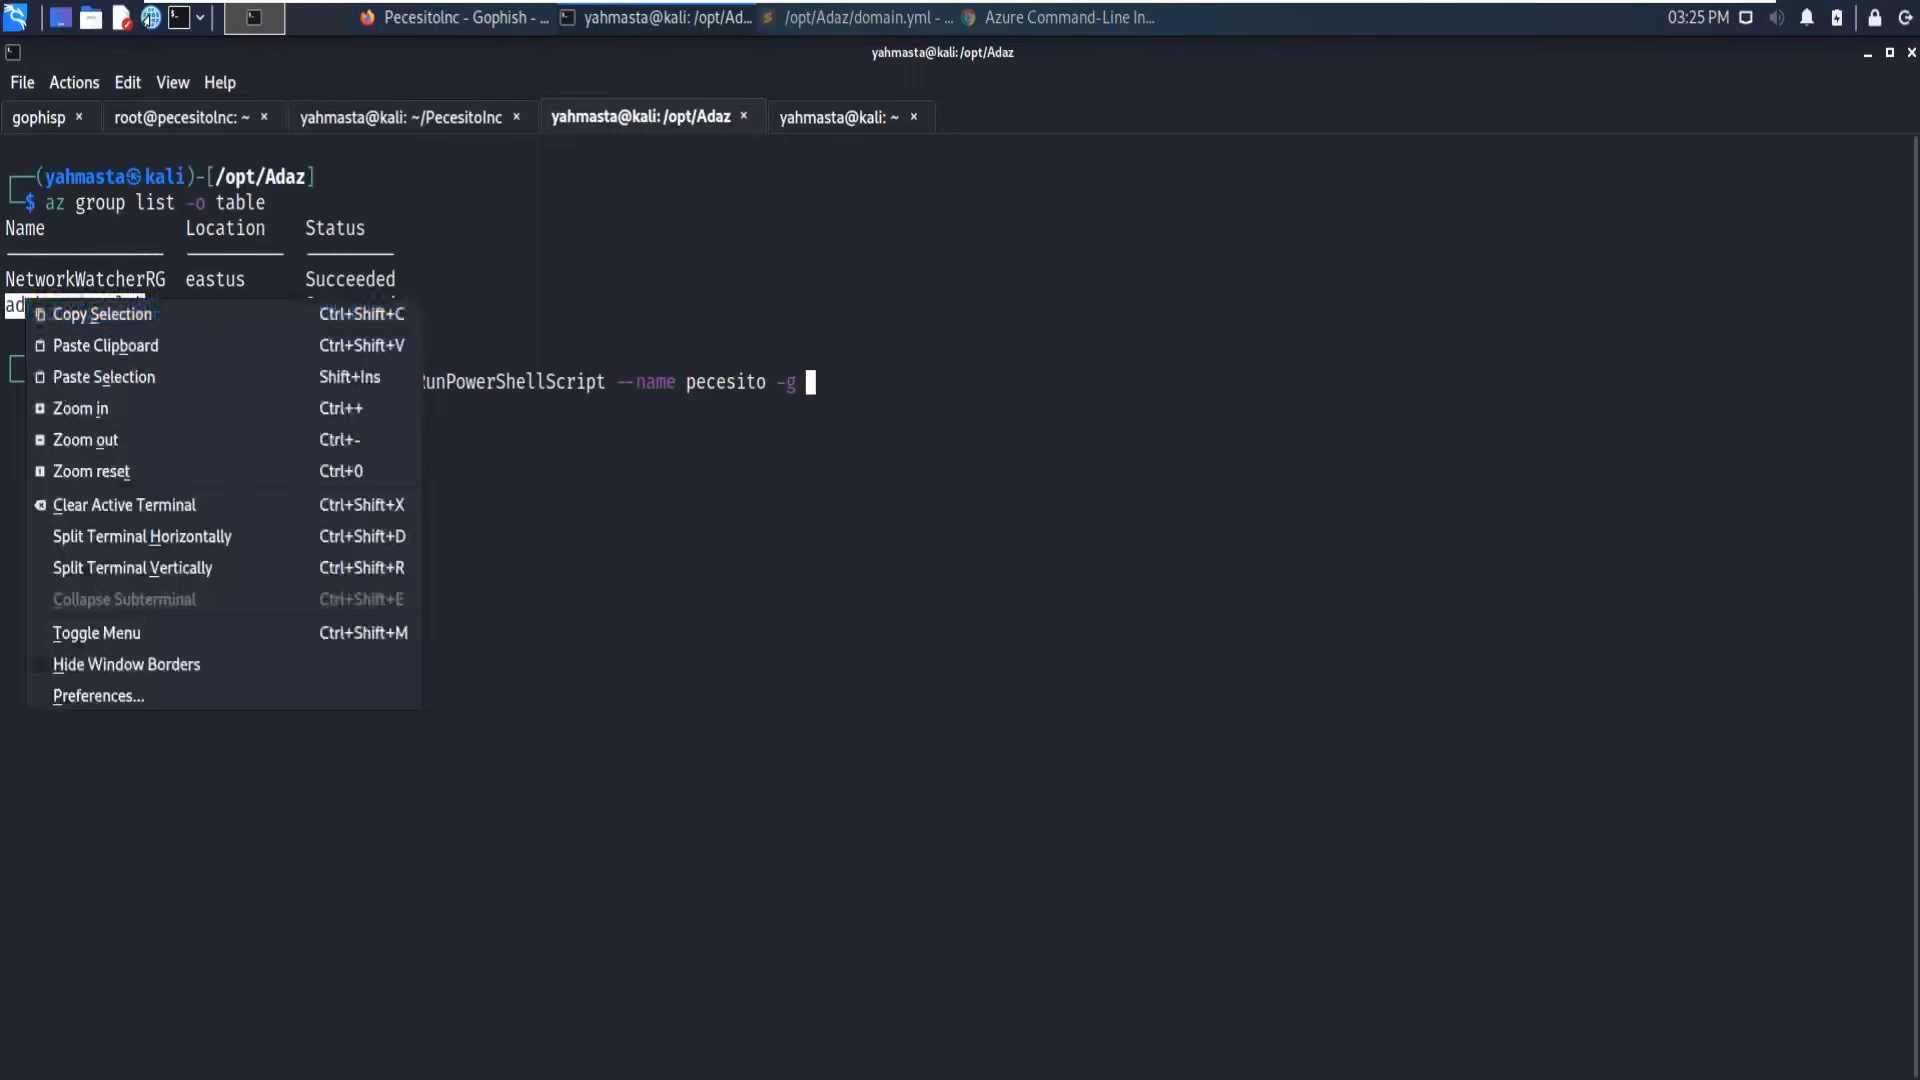 PecesitoInc - Gophish - ... yahmasta@kali: /opt/Ad... /opt/Adaz/domain.yml - ... Azure Command-Line In... 03:25 PM
yahmasta@kali: /opt/Adaz
File Actions Edit View Help
gophisp × root@pecesitoInc: ~ × yahmasta@kali: ~/PecesitoInc × yahmasta@kali: /opt/Adaz × yahmasta@kali: ~ ×
(yahmasta㉿kali)-[/opt/Adaz]
$ az group list -o table
Name Location Status
NetworkWatcherRG eastus Succeeded
ad
Copy Selection Ctrl+Shift+C
Paste Clipboard Ctrl+Shift+V
Paste Selection Shift+Ins
RunPowerShellScript --name pecesito -g
Zoom in Ctrl++
Zoom out Ctrl+-
Zoom reset Ctrl+0
Clear Active Terminal Ctrl+Shift+X
Split Terminal Horizontally Ctrl+Shift+D
Split Terminal Vertically Ctrl+Shift+R
Collapse Subterminal Ctrl+Shift+E
Toggle Menu Ctrl+Shift+M
Hide Window Borders
Preferences...